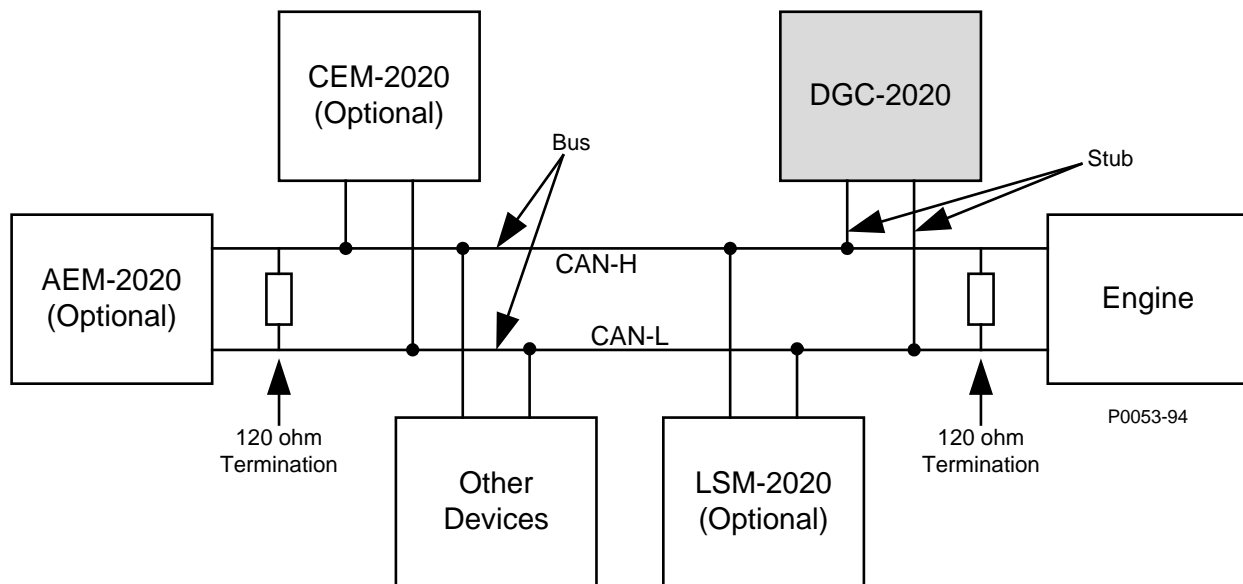 CEM-2020
(Optional)
DGC-2020
Bus
Stub
AEM-2020
(Optional)
CAN-H
CAN-L
Engine
120 ohm
Termination
120 ohm
Termination
P0053-94
Other
Devices
LSM-2020
(Optional)